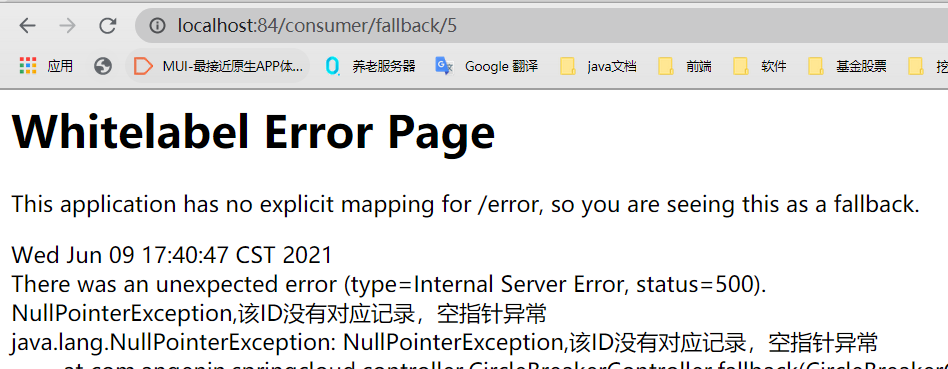 localhost:84/consumer/fallback/5
应用 MUI-最接近原生APP体... 养老服务器 Google 翻译 java文档 前端 软件 基金股票 挖
Whitelabel Error Page
This application has no explicit mapping for /error, so you are seeing this as a fallback.
Wed Jun 09 17:40:47 CST 2021
There was an unexpected error (type=Internal Server Error, status=500).
NullPointerException,该ID没有对应记录，空指针异常
java.lang.NullPointerException: NullPointerException,该ID没有对应记录，空指针异常